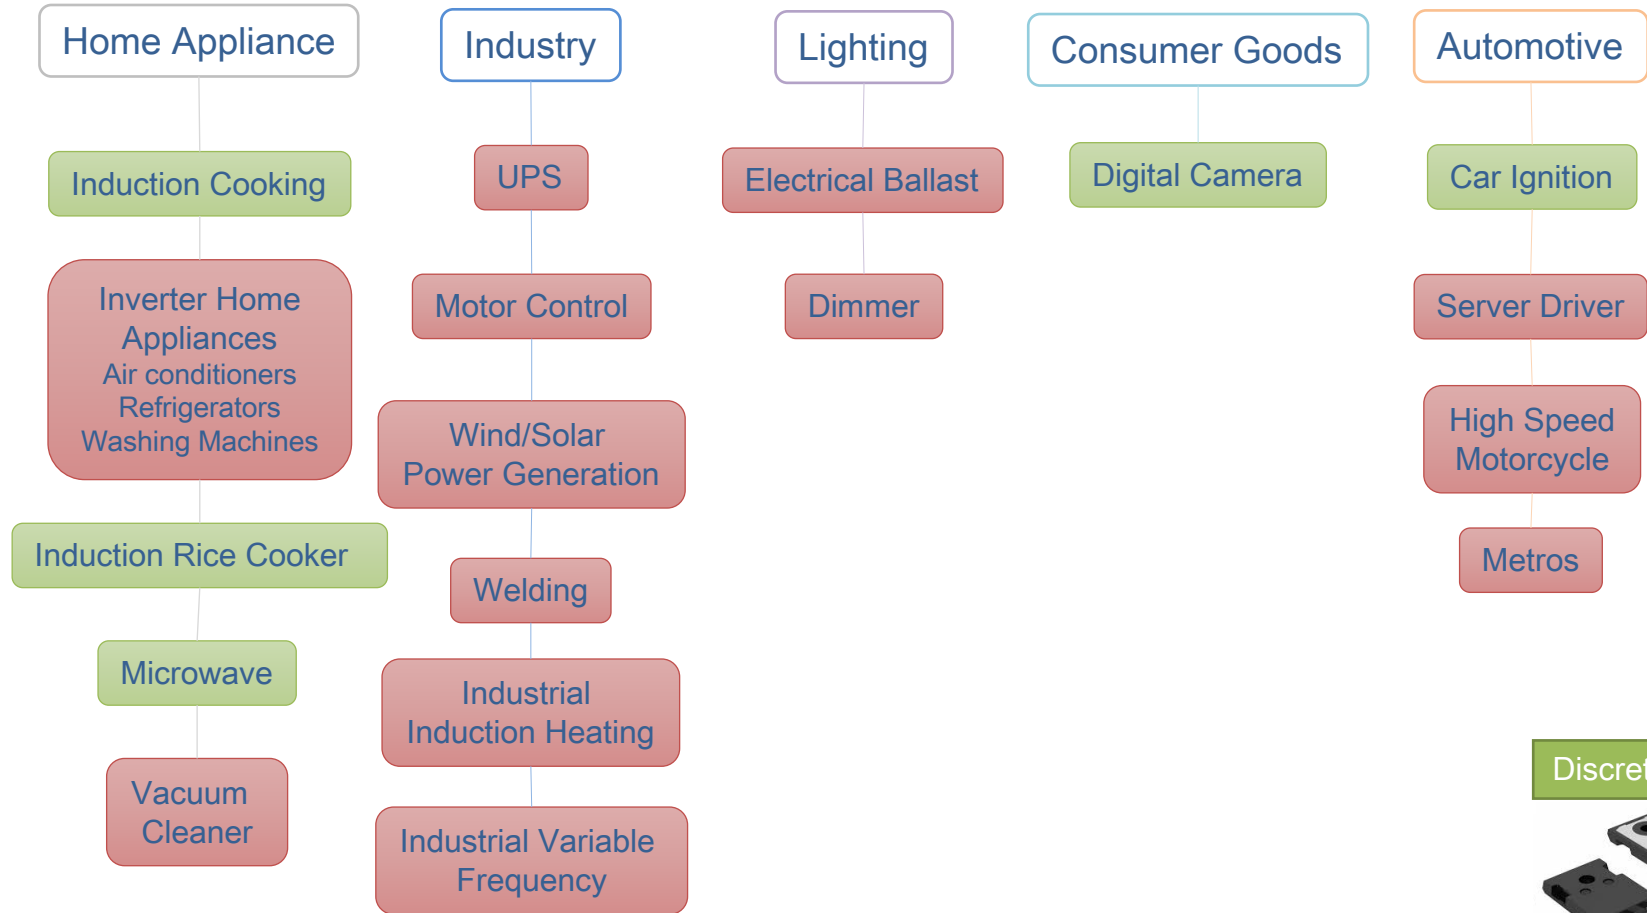 Home Appliance
Induction Cooking
Inverter Home
Appliances
Air conditioners
Refrigerators
Washing Machines
Induction Rice Cooker
Microwave
Vacuum
Cleaner
Industry
UPS
Motor Control
Wind/Solar
Power Generation
Welding
Industrial
Induction Heating
Industrial Variable
Frequency
Lighting
Electrical Ballast
Dimmer
Consumer Goods
Digital Camera
Automotive
Car Ignition
Server Driver
High Speed
Motorcycle
Metros